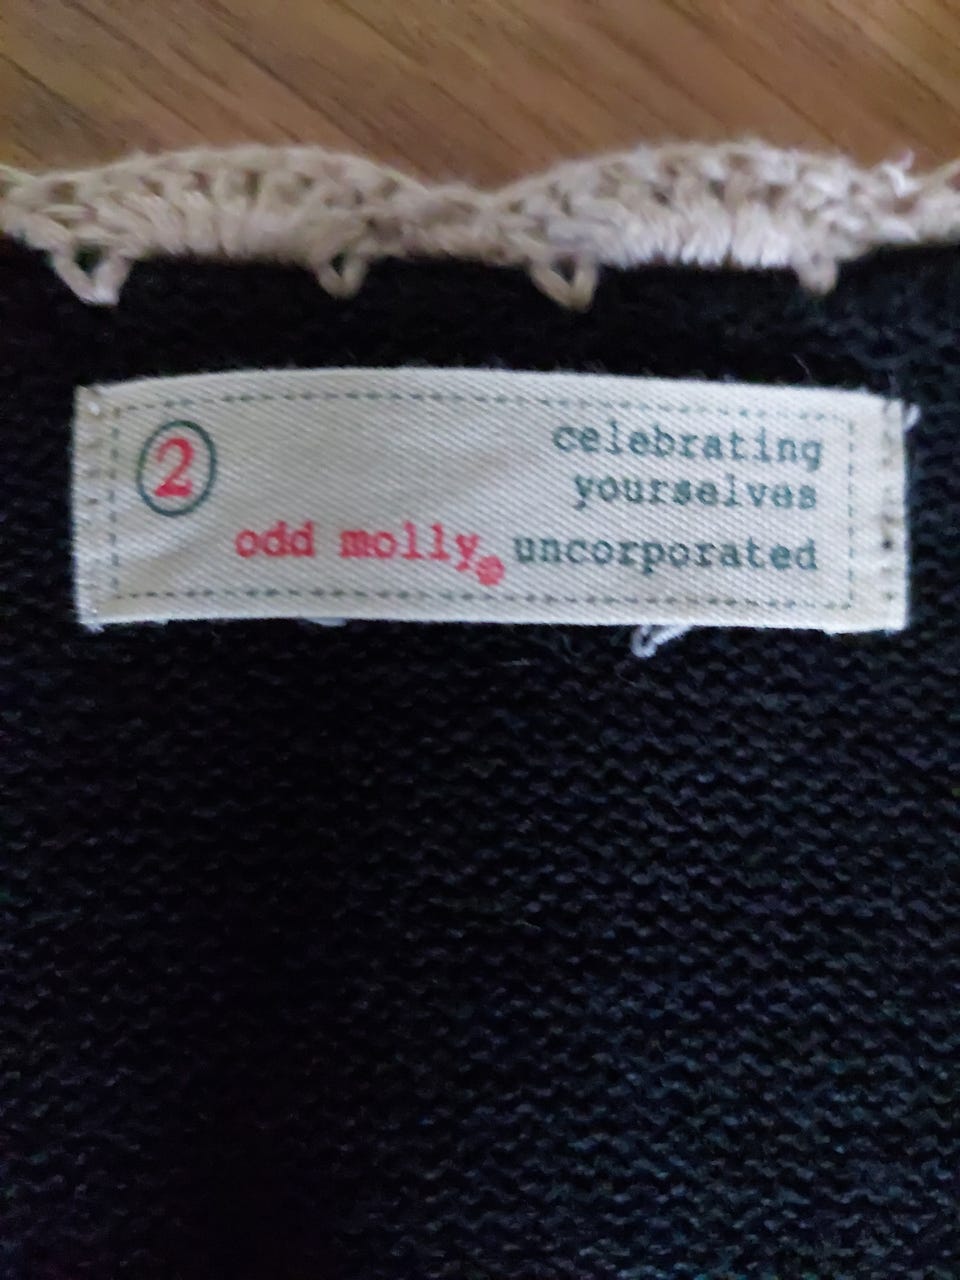 2
celebrating
yourselves
odd molly uncorporated